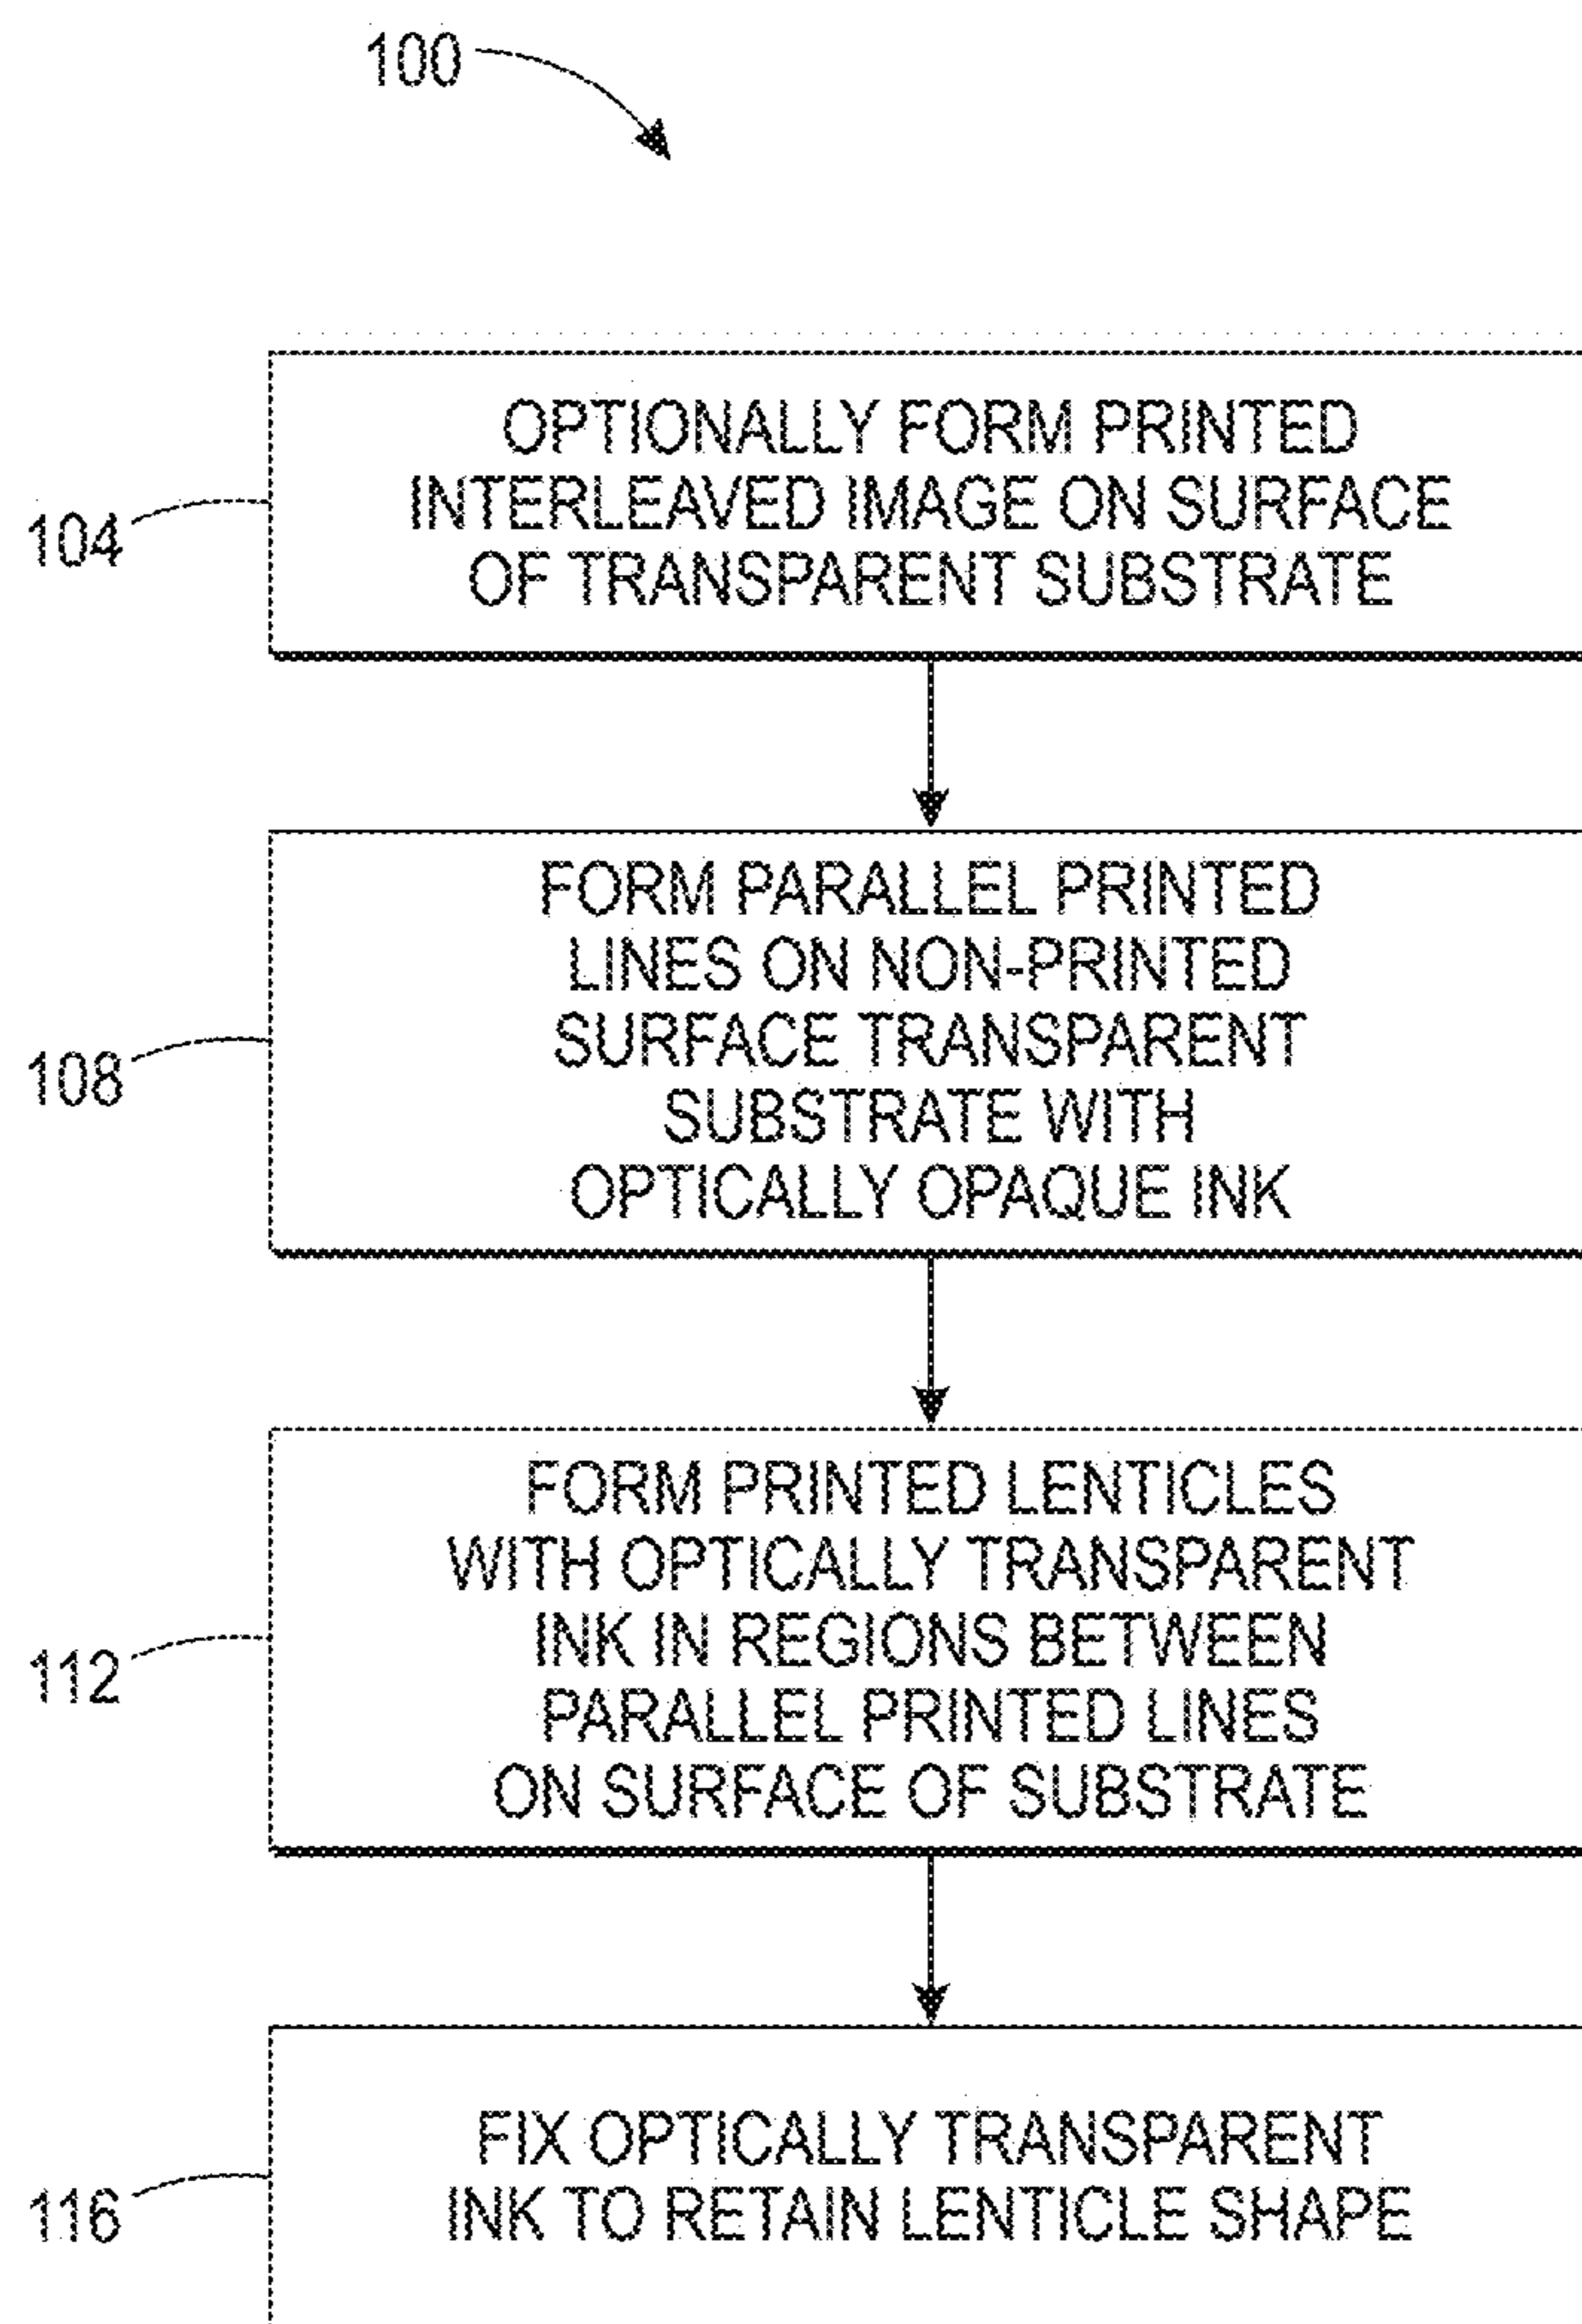 100
OPTIONALLY FORM PRINTED
INTERLEAVED IMAGE ON SURFACE
OF TRANSPARENT SUBSTRATE
104
FORM PARALLEL PRINTED
LINES ON NON-PRINTED
SURFACE TRANSPARENT
SUBSTRATE WITH
OPTICALLY OPAQUE INK
108
FORM PRINTED LENTICLES
WITH OPTICALLY TRANSPARENT
INK IN REGIONS BETWEEN
PARALLEL PRINTED LINES
ON SURFACE OF SUBSTRATE
112
FIX OPTICALLY TRANSPARENT
INK TO RETAIN LENTICLE SHAPE
116